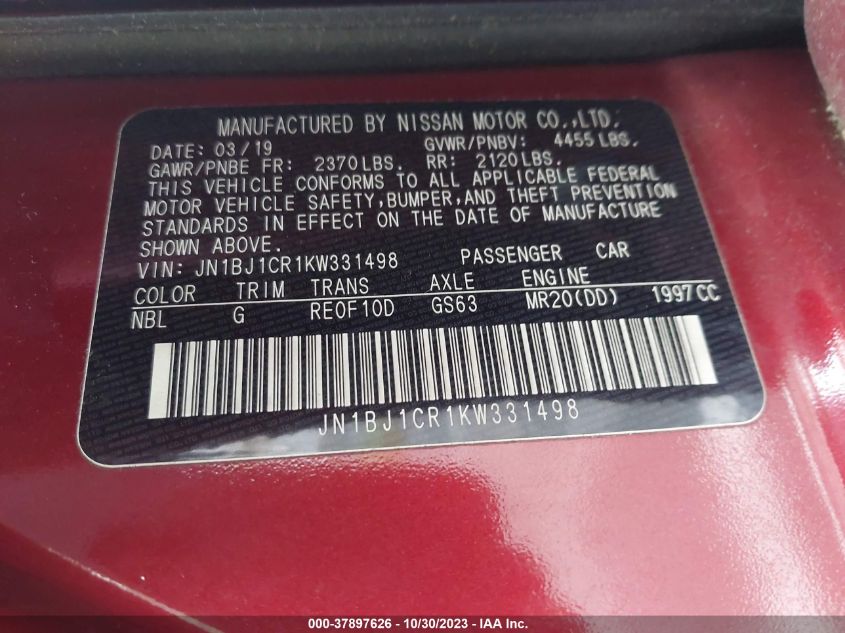 MANUFACTURED BY NISSAN MOTOR CO.,LTD.
DATE: 03/19 GVWR/PNBV: 4455 LBS.
GAWR/PNBE FR: 2370 LBS. RR: 2120 LBS.
THIS VEHICLE CONFORMS TO ALL APPLICABLE FEDERAL
MOTOR VEHICLE SAFETY,BUMPER,AND THEFT PREVENTION
STANDARDS IN EFFECT ON THE DATE OF MANUFACTURE
SHOWN ABOVE.
VIN: JN1BJ1CR1KW331498 PASSENGER CAR
COLOR TRIM TRANS AXLE ENGINE
NBL G RE0F10D GS63 MR20(DD) 1997CC
JN1BJ1CR1KW331498
000-37897626 - 10/30/2023 - IAA Inc.